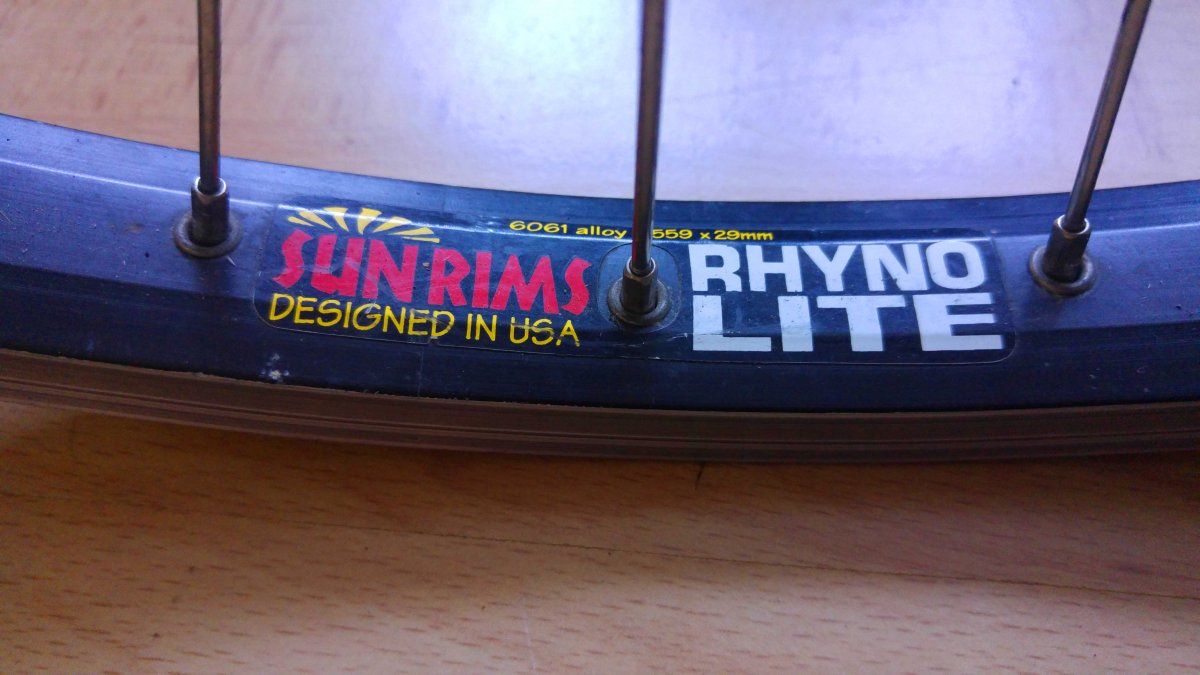 6061 alloy 559 x 29mm
SUN RIMS
DESIGNED IN USA
RHYNO
LITE